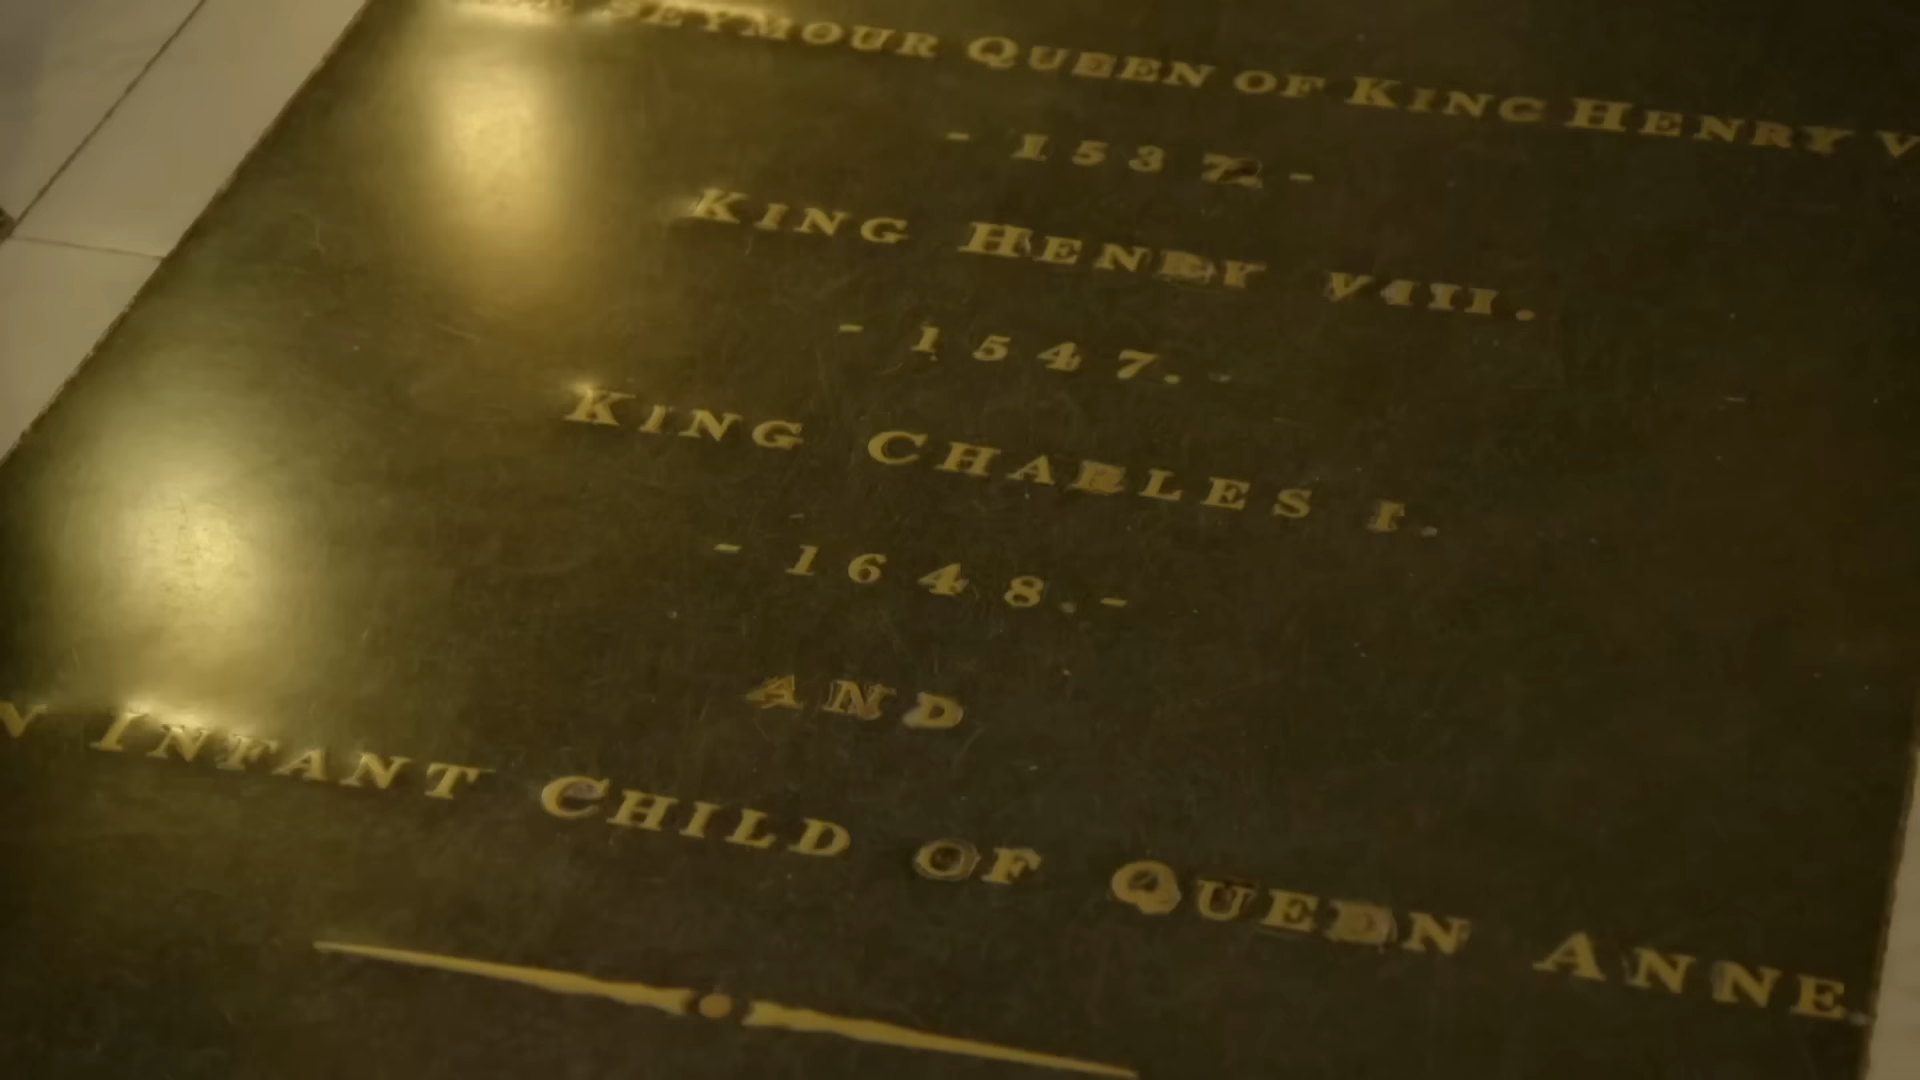 SEYMOUR QUEEN OF KING HENRY
- 1537. -
KING HENRY VIII.
- 1547. -
KING CHARLES I.
- 1648. -
AND
INFANT CHILD OF QUEEN ANNE.